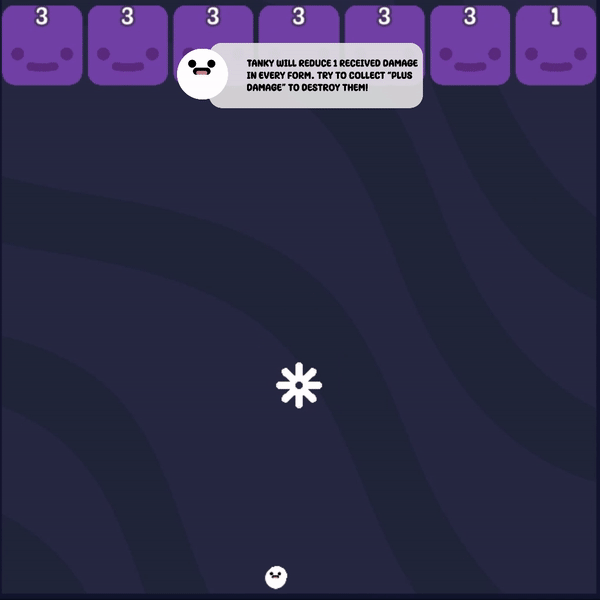 3 3 3 3 3 3 1
TANKY WILL REDUCE 1 RECEIVED DAMAGE
IN EVERY FORM. TRY TO COLLECT "PLUS
DAMAGE" TO DESTROY THEM!